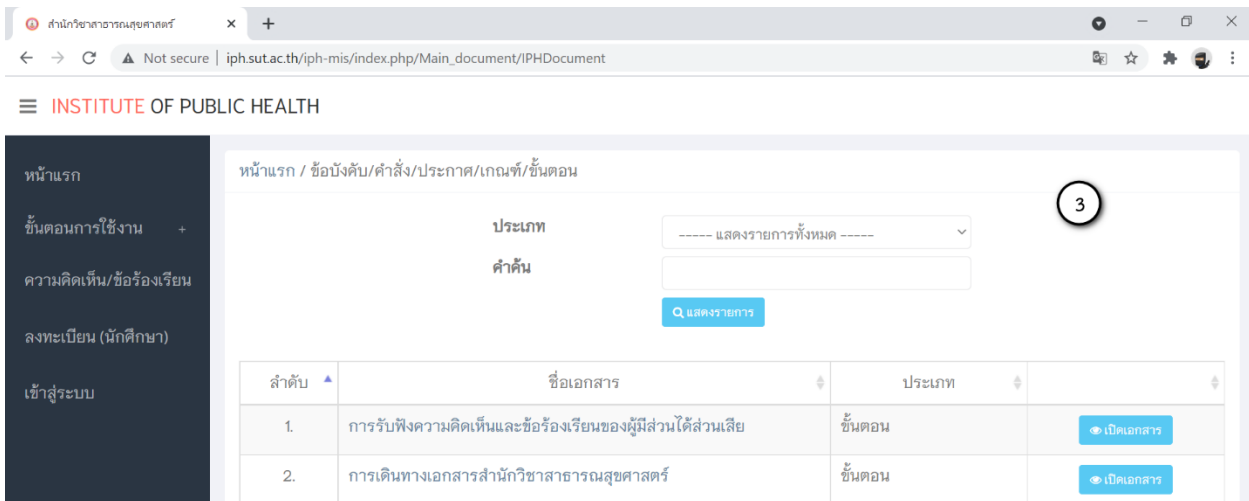 สำนักวิชาสาธารณสุขศาสตร์
Not secure | iph.sut.ac.th/iph-mis/index.php/Main_document/IPHDocument
INSTITUTE OF PUBLIC HEALTH
หน้าแรก
ขั้นตอนการใช้งาน +
ความคิดเห็น/ข้อร้องเรียน
ลงทะเบียน (นักศึกษา)
เข้าสู่ระบบ
หน้าแรก / ข้อบังคับ/คำสั่ง/ประกาศ/เกณฑ์/ขั้นตอน
3
ประเภท ----- แสดงรายการทั้งหมด -----
คำค้น
แสดงรายการ
ลำดับ ชื่อเอกสาร ประเภท
1. การรับฟังความคิดเห็นและข้อร้องเรียนของผู้มีส่วนได้ส่วนเสีย ขั้นตอน เปิดเอกสาร
2. การเดินทางเอกสารสำนักวิชาสาธารณสุขศาสตร์ ขั้นตอน เปิดเอกสาร